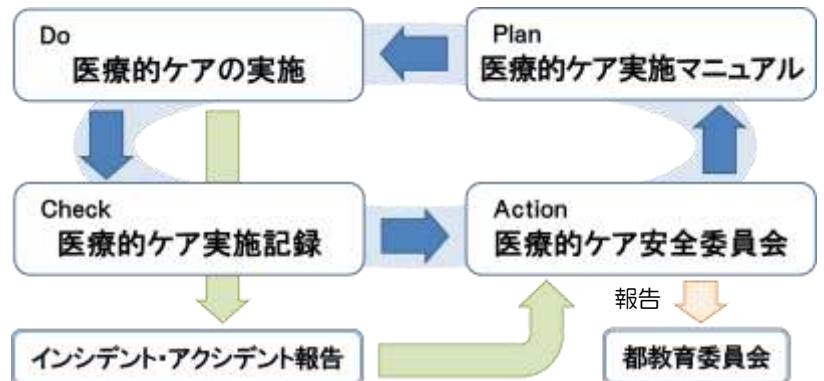 Do
医療的ケアの実施
Plan
医療的ケア実施マニュアル
Check
医療的ケア実施記録
Action
医療的ケア安全委員会
報告
インシデント・アクシデント報告
都教育委員会